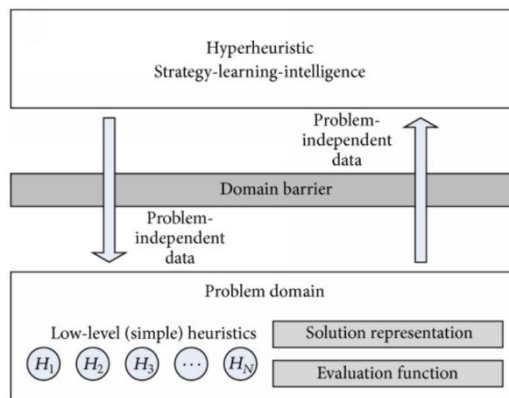 Hyperheuristic
Strategy-learning-intelligence
Problem-
independent
data
Domain barrier
Problem-
independent
data
Problem domain
Low-level (simple) heuristics
H1 H2 H3 ... HN
Solution representation
Evaluation function